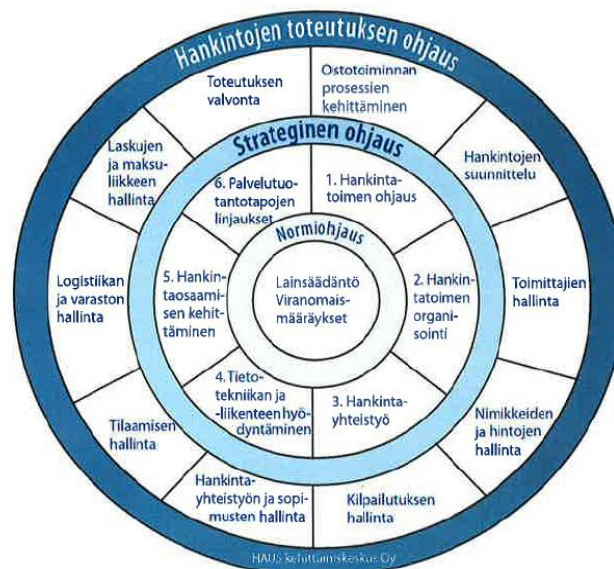 Hankintojen toteutuksen ohjaus
Toteutuksen
valvonta
Ostotoiminnan
prosessien
kehittäminen
Laskujen
ja maksu-
liikkeen
hallinta
Hankintojen
suunnittelu
Strateginen ohjaus
6. Palvelutuo-
tantotapojen
linjaukset
1. Hankinta-
toimen ohjaus
Normiohjaus
Logistiikan
ja varaston
hallinta
5. Hankin-
taosaami-
sen kehit-
täminen
Lainsäädäntö
Viranomais-
määräykset
2. Hankin-
tatoimen
organi-
sointi
Toimittajien
hallinta
4. Tieto-
tekniikan ja
-liikenteen hyö-
dyntäminen
3. Hankinta-
yhteistyö
Tilaamisen
hallinta
Nimikkeiden
ja hintojen
hallinta
Hankinta-
yhteistyön ja sopi-
musten hallinta
Kilpailutuksen
hallinta
HAUS kehittämiskeskus Oy